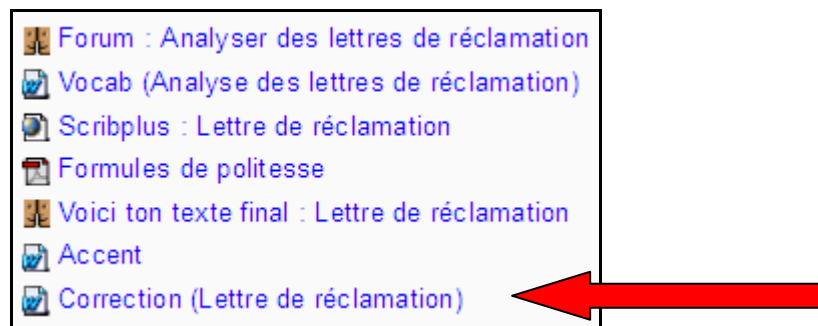 Forum : Analyser des lettres de réclamation
Vocab (Analyse des lettres de réclamation)
Scribplus : Lettre de réclamation
Formules de politesse
Voici ton texte final : Lettre de réclamation
Accent
Correction (Lettre de réclamation)